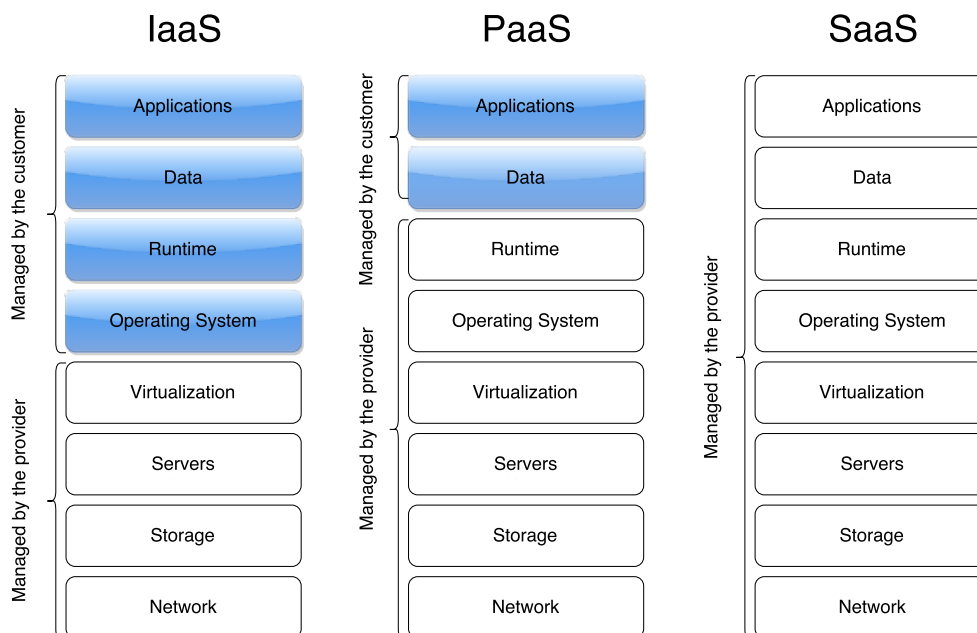 IaaS
Managed by the customer
Applications
Data
Runtime
Operating System
Managed by the provider
Virtualization
Servers
Storage
Network
PaaS
Managed by the customer
Applications
Data
Managed by the provider
Runtime
Operating System
Virtualization
Servers
Storage
Network
SaaS
Managed by the provider
Applications
Data
Runtime
Operating System
Virtualization
Servers
Storage
Network